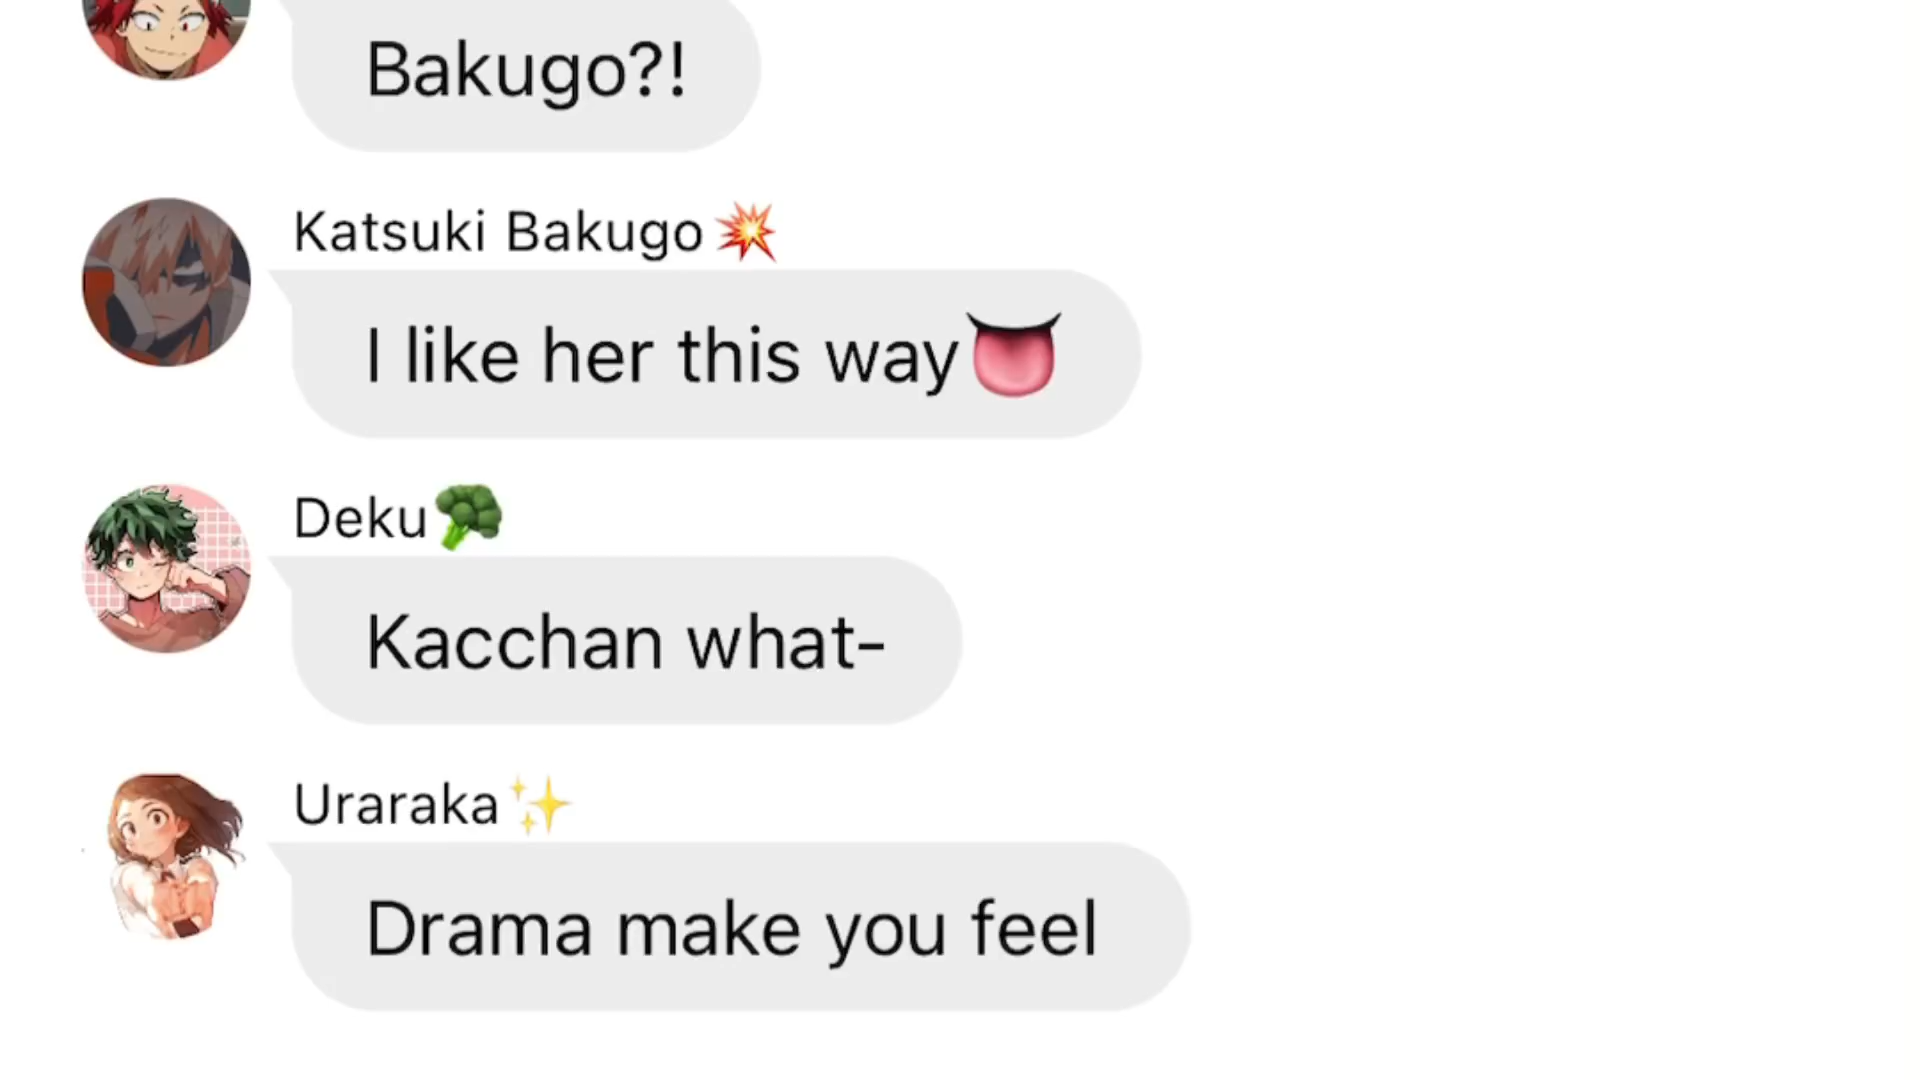 Bakugo?!
Katsuki Bakugo💥
I like her this way👅
Deku🥦
Kacchan what-
Uraraka✨
Drama make you feel